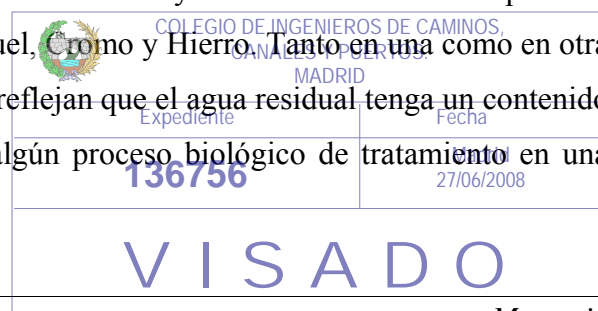 COLEGIO DE INGENIEROS DE CAMINOS,
uel, Cromo y Hierro. Tanto en una como en otra
CANALES Y PUERTOS.
MADRID
reflejan que el agua residual tenga un contenido
Expediente
Fecha
algún proceso biológico de tratamiento en una
136756
Madrid
27/06/2008
VISADO